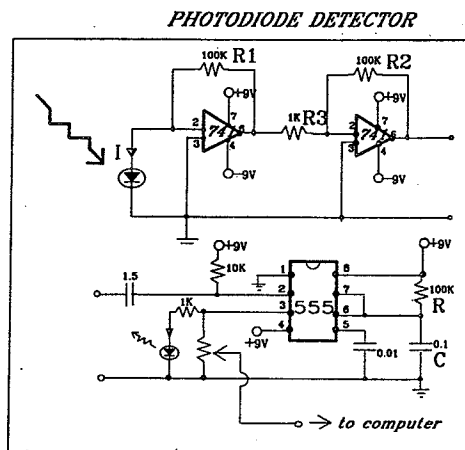 PHOTODIODE DETECTOR
100K R1
100K R2
+9V
+9V
I
2
3
7
6
4
74
1K R3
2
3
7
6
4
74
-9V
-9V
+9V
+9V
10K
1.5
1
2
3
4
555
8
7
6
5
100K
R
1K
+9V
0.01
0.1
C
to computer